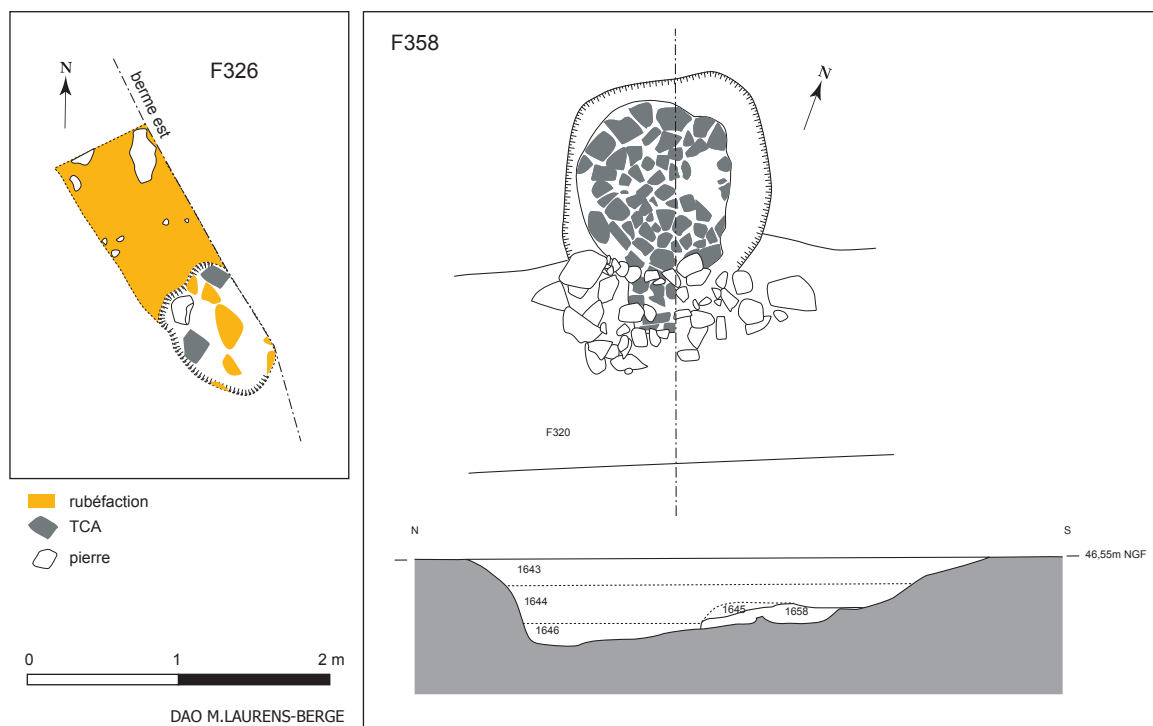 F326
N
berme est
rubéfaction
TCA
pierre
0 1 2 m
DAO M.LAURENS-BERGE
F358
N
F320
N
S
46,55m NGF
1643
1644
1645
1658
1646